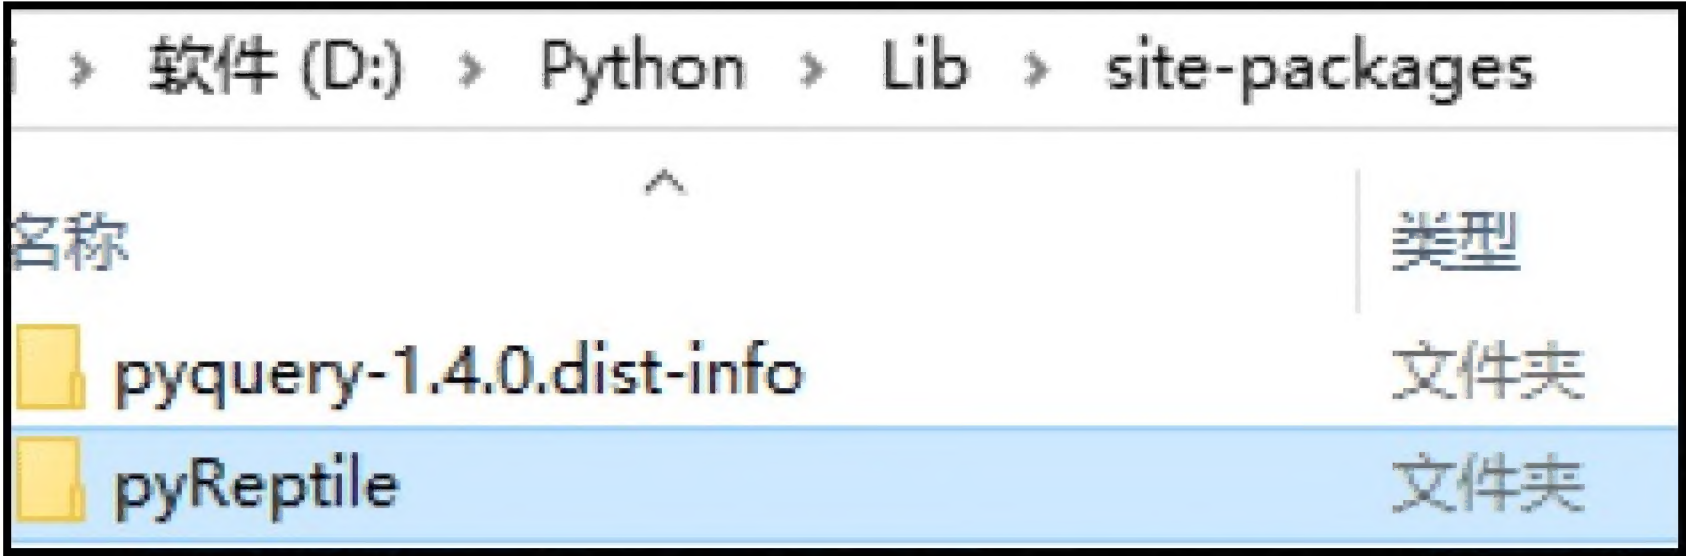 软件 (D:) > Python > Lib > site-packages
名称 类型
pyquery-1.4.0.dist-info 文件夹
pyReptile 文件夹